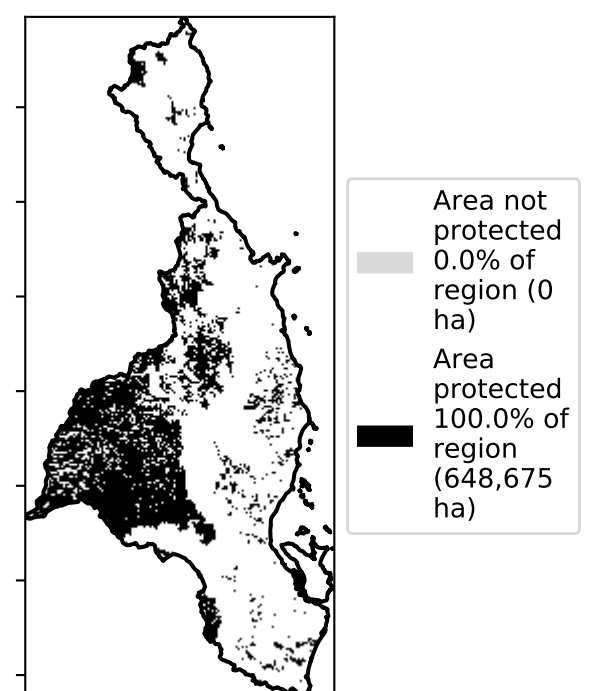 Area not
protected
0.0% of
region (0
ha)
Area
protected
100.0% of
region
(648,675
ha)